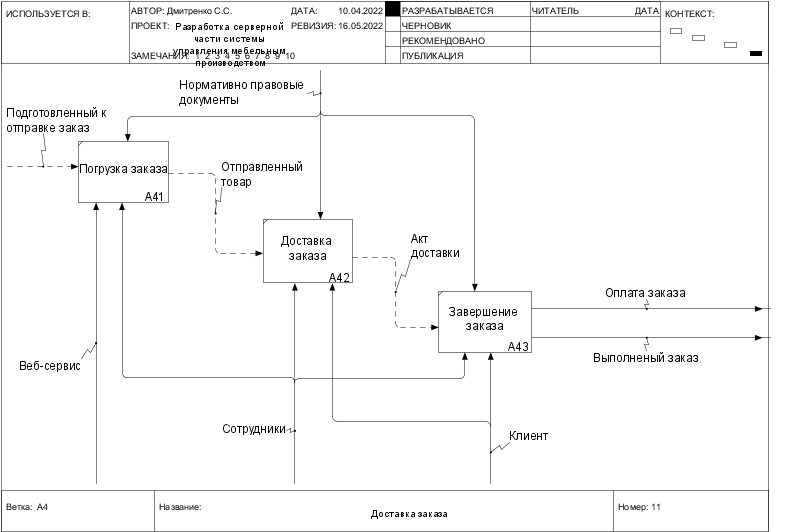 ИСПОЛЬЗУЕТСЯ В:
АВТОР: Дмитренко С.С.
ДАТА: 10.04.2022
РАЗРАБАТЫВАЕТСЯ
ЧИТАТЕЛЬ
ДАТА
КОНТЕКСТ:
ПРОЕКТ: Разработка серверной
части системы
управления мебельным
производством
РЕВИЗИЯ: 16.05.2022
ЧЕРНОВИК
РЕКОМЕНДОВАНО
ЗАМЕЧАНИЯ: 1 2 3 4 5 6 7 8 9 10
ПУБЛИКАЦИЯ
Нормативно правовые
документы
Подготовленный к
отправке заказ
Погрузка заказа
A41
Отправленный
товар
Доставка
заказа
A42
Акт
доставки
Завершение
заказа
A43
Оплата заказа
Выполненый заказ
Веб-сервис
Сотрудники
Клиент
Ветка: A4
Название:
Доставка заказа
Номер: 11